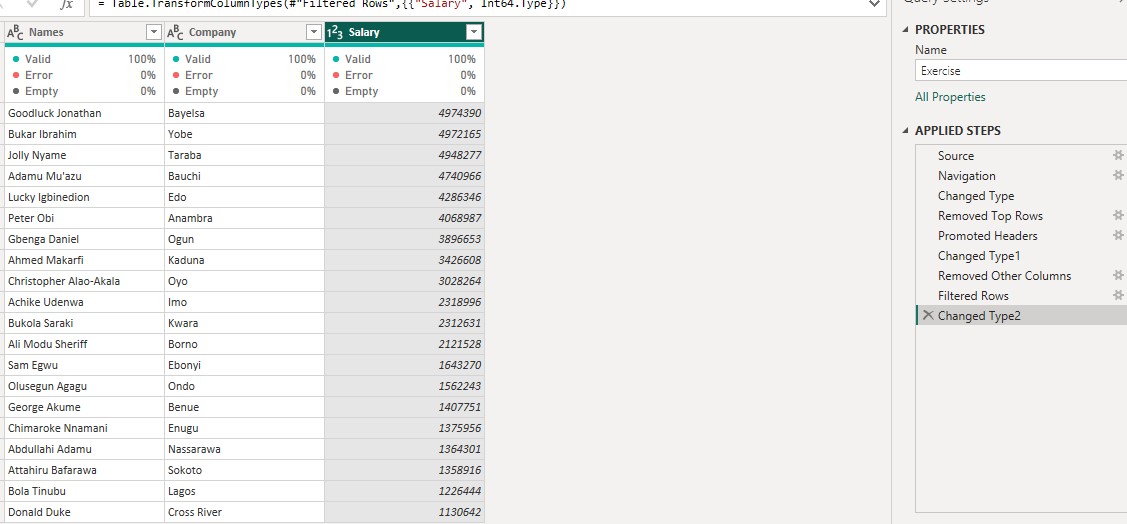 fx = Table.TransformColumnTypes(#"Filtered Rows",{{"Salary", Int64.Type}})
ABC Names ABC Company 123 Salary
Valid 100% Valid 100% Valid 100%
Error 0% Error 0% Error 0%
Empty 0% Empty 0% Empty 0%
Goodluck Jonathan Bayelsa 4974390
Bukar Ibrahim Yobe 4972165
Jolly Nyame Taraba 4948277
Adamu Mu'azu Bauchi 4740966
Lucky Igbinedion Edo 4286346
Peter Obi Anambra 4068987
Gbenga Daniel Ogun 3896653
Ahmed Makarfi Kaduna 3426608
Christopher Alao-Akala Oyo 3028264
Achike Udenwa Imo 2318996
Bukola Saraki Kwara 2312631
Ali Modu Sheriff Borno 2121528
Sam Egwu Ebonyi 1643270
Olusegun Agagu Ondo 1562243
George Akume Benue 1407751
Chimaroke Nnamani Enugu 1375956
Abdullahi Adamu Nassarawa 1364301
Attahiru Bafarawa Sokoto 1358916
Bola Tinubu Lagos 1226444
Donald Duke Cross River 1130642
Query Settings
PROPERTIES
Name
Exercise
All Properties
APPLIED STEPS
Source
Navigation
Changed Type
Removed Top Rows
Promoted Headers
Changed Type1
Removed Other Columns
Filtered Rows
Changed Type2